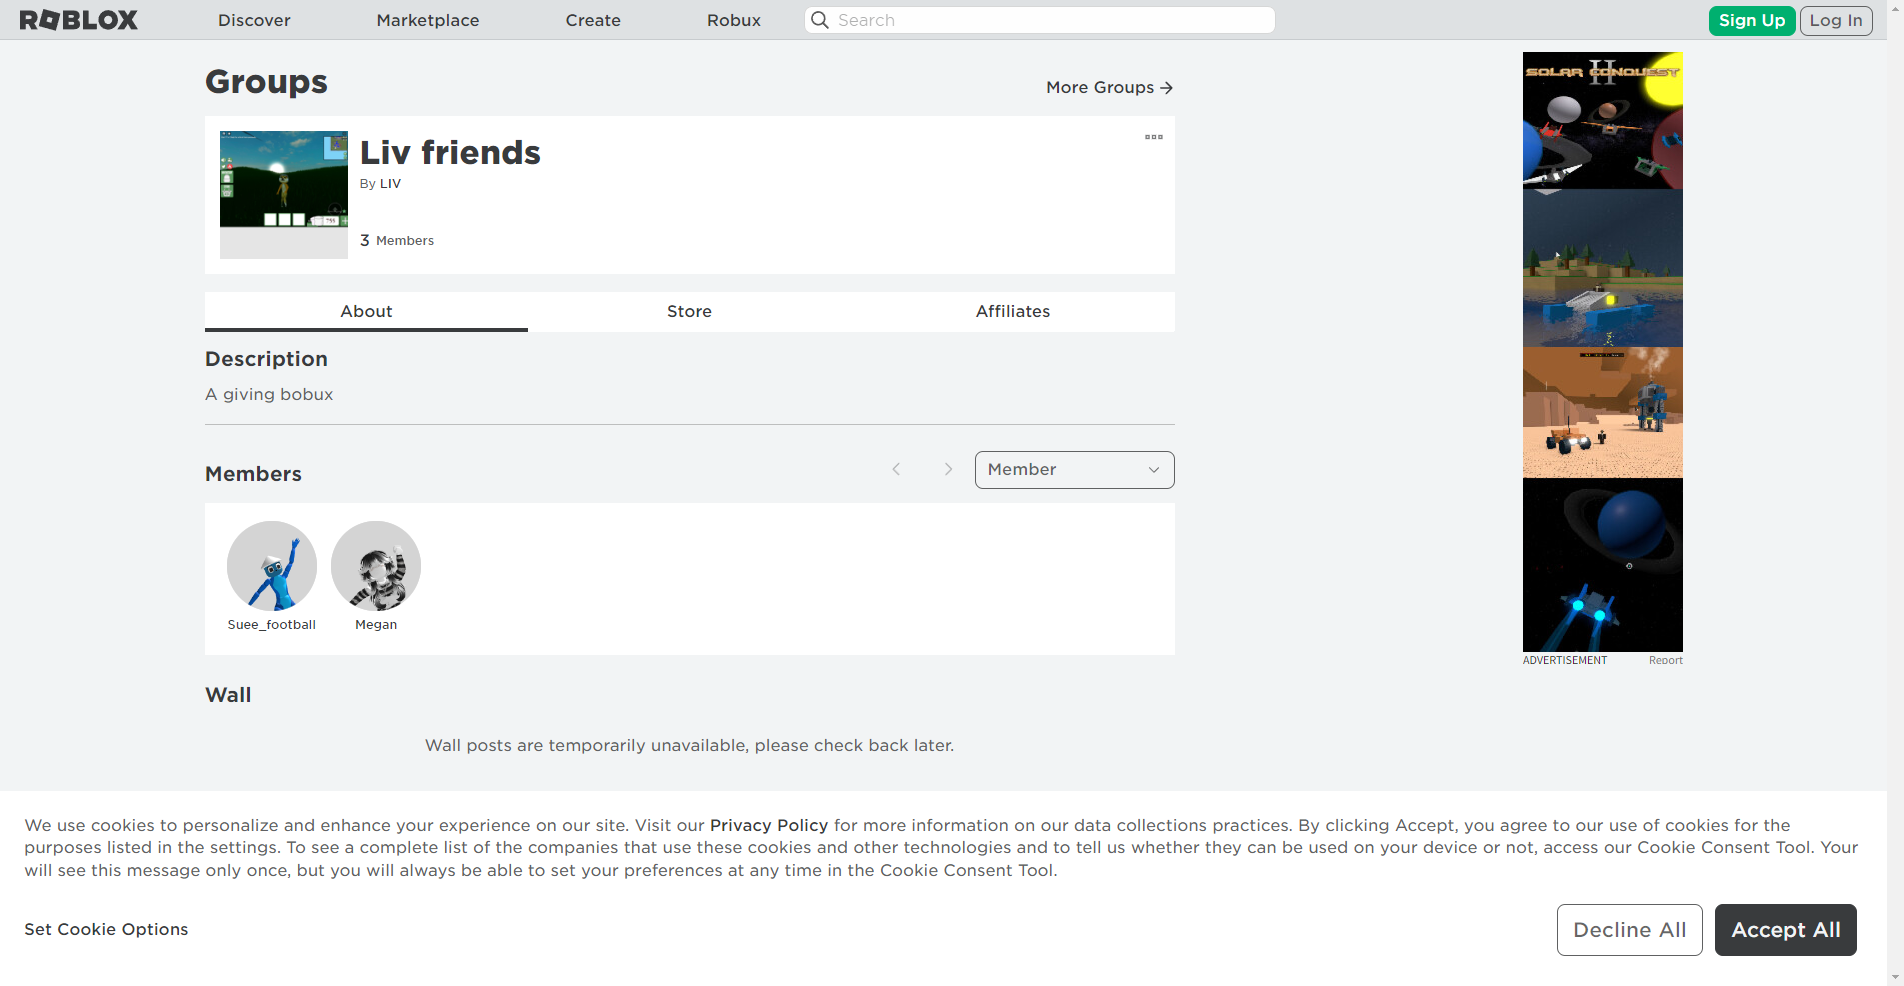 ROBLOX
Discover
Marketplace
Create
Robux
Search
Sign Up
Log In
Groups
More Groups
Liv friends
By LIV
3 Members
About
Store
Affiliates
Description
A giving bobux
Members
Member
Suee_football
Megan
Wall
Wall posts are temporarily unavailable, please check back later.
SOLAR CONQUEST
II
ADVERTISEMENT
Report
We use cookies to personalize and enhance your experience on our site. Visit our Privacy Policy for more information on our data collections practices. By clicking Accept, you agree to our use of cookies for the
purposes listed in the settings. To see a complete list of the companies that use these cookies and other technologies and to tell us whether they can be used on your device or not, access our Cookie Consent Tool. Your
will see this message only once, but you will always be able to set your preferences at any time in the Cookie Consent Tool.
Set Cookie Options
Decline All
Accept All